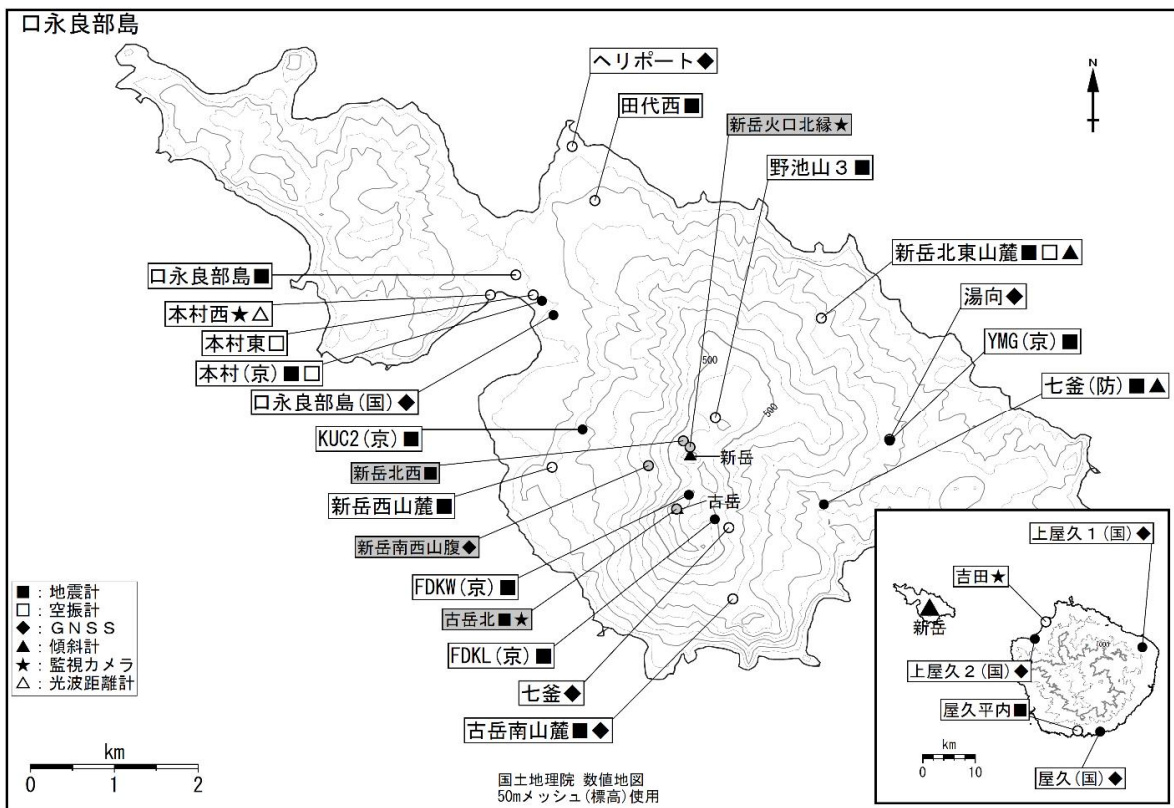 口永良部島
N
ヘリポート◆
田代西■
新岳火口北縁★
野池山3■
新岳北東山麓■□▲
湯向◆
YMG(京)■
七釜(防)■▲
口永良部島■
本村西★△
本村東□
本村(京)■□
口永良部島(国)◆
KUC2(京)■
新岳北西■
新岳西山麓■
新岳南西山腹◆
FDKW(京)■
古岳北■★
FDKL(京)■
七釜◆
古岳南山麓■◆
500
500
新岳
古岳
■：地震計
□：空振計
◆：GNSS
▲：傾斜計
★：監視カメラ
△：光波距離計
km
0 1 2
国土地理院 数値地図
50mメッシュ(標高)使用
上屋久1(国)◆
吉田★
新岳
上屋久2(国)◆
屋久平内■
屋久(国)◆
km
0 10